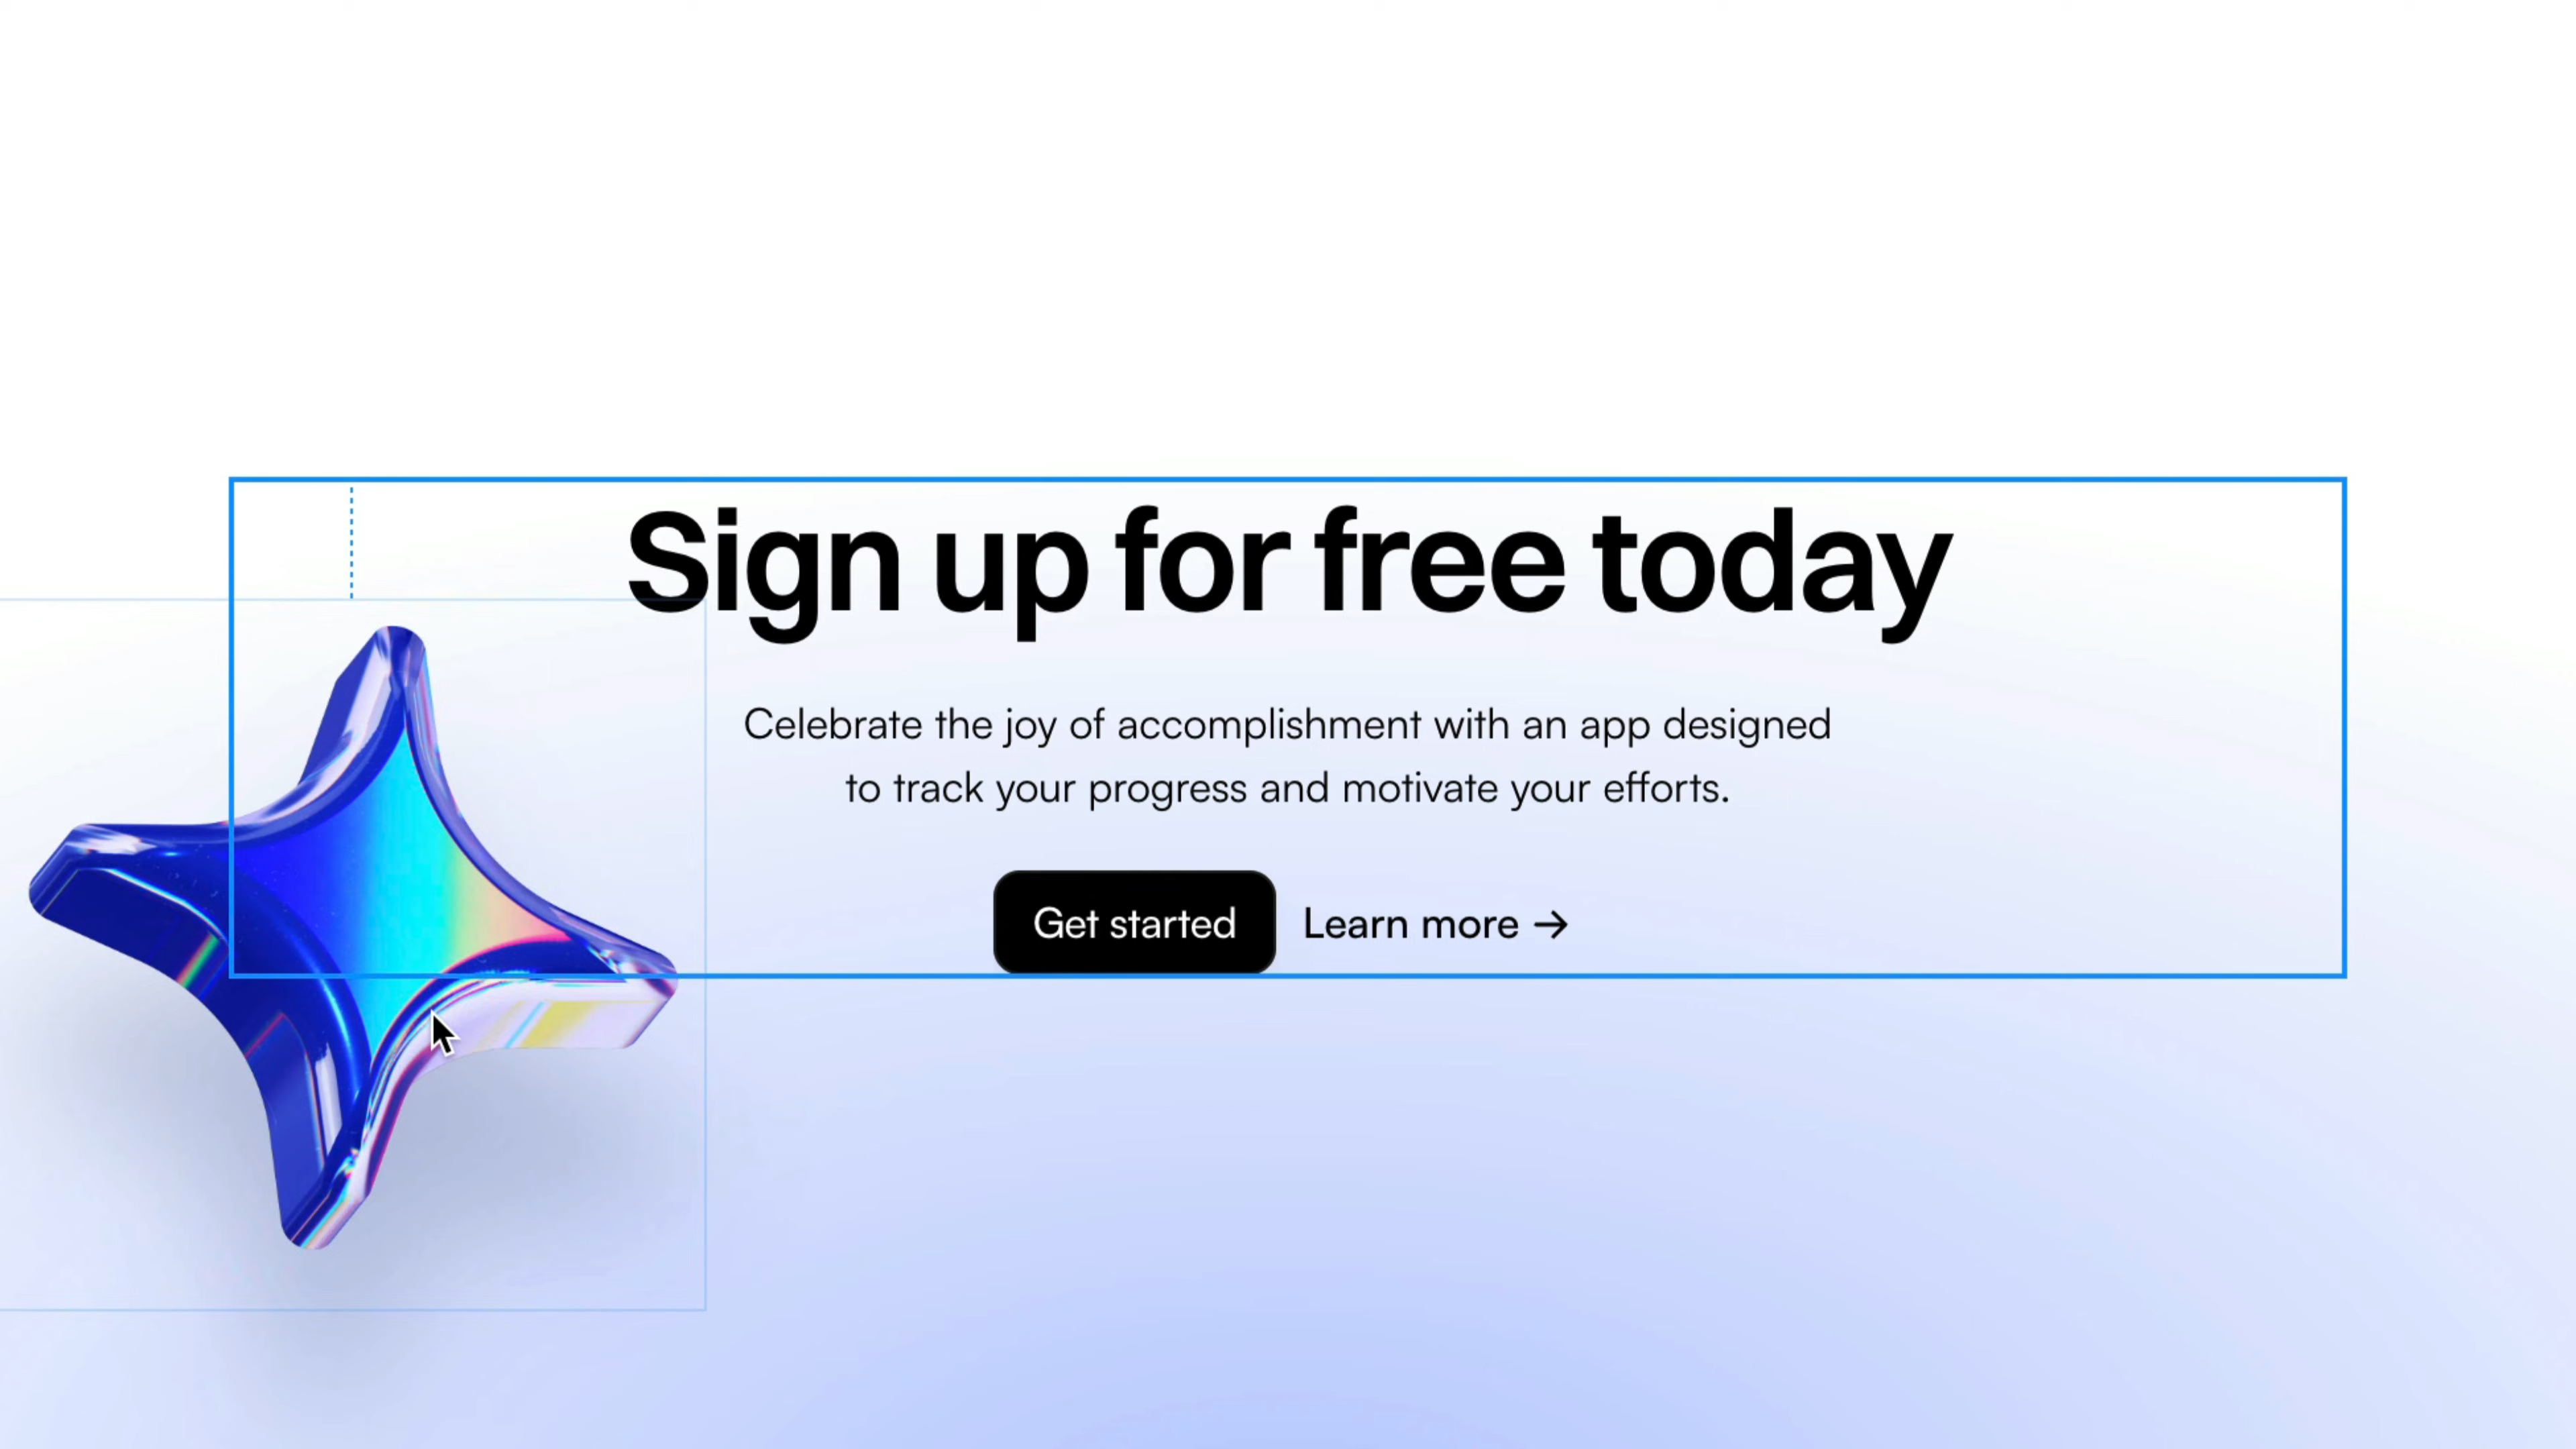 Sign up for free today
Celebrate the joy of accomplishment with an app designed
to track your progress and motivate your efforts.
Get started
Learn more →